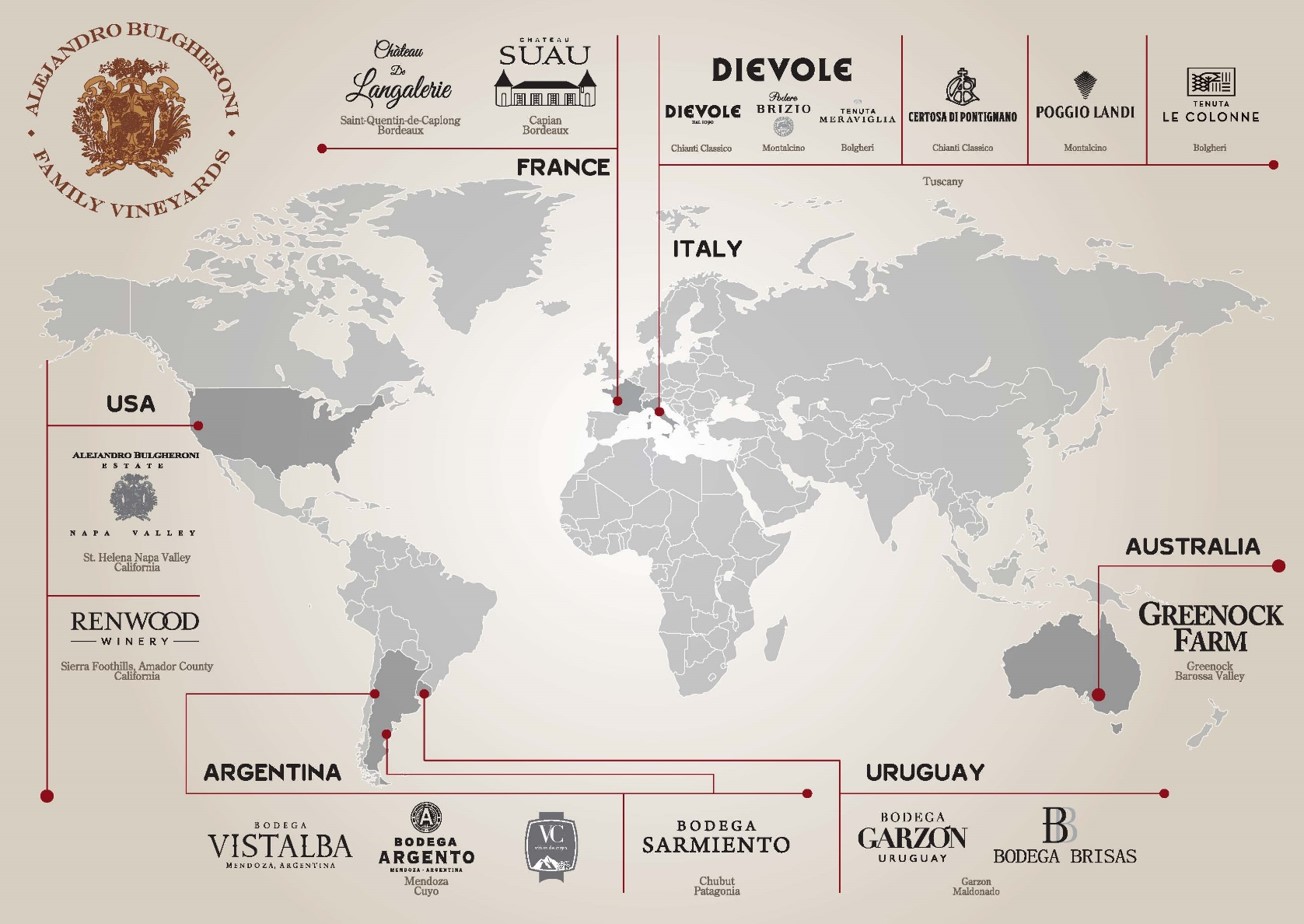 ALEJANDRO BULGHERONI
FAMILY VINEYARDS
Château
De
Langalerie
Saint-Quentin-de-Caplong
Bordeaux
CHATEAU
SUAU
Capian
Bordeaux
FRANCE
DIEVOLE
DIEVOLE
DAL 1090
Chianti Classico
Podere
BRIZIO
Montalcino
TENUTA
MERAVIGLIA
Bolgheri
CERTOSA DI PONTIGNANO
Chianti Classico
POGGIO LANDI
Montalcino
TENUTA
LE COLONNE
Bolgheri
Tuscany
ITALY
USA
ALEJANDRO BULGHERONI
ESTATE
NAPA VALLEY
St. Helena Napa Valley
California
RENWOOD
WINERY
Sierra Foothills, Amador County
California
AUSTRALIA
GREENOCK
FARM
Greenock
Barossa Valley
ARGENTINA
BODEGA
VISTALBA
MENDOZA, ARGENTINA
A
BODEGA
ARGENTO
MENDOZA - ARGENTINA
Mendoza
Cuyo
VC
BODEGA
SARMIENTO
Chubut
Patagonia
URUGUAY
BODEGA
GARZÓN
URUGUAY
BB
BODEGA BRISAS
Garzon
Maldonado